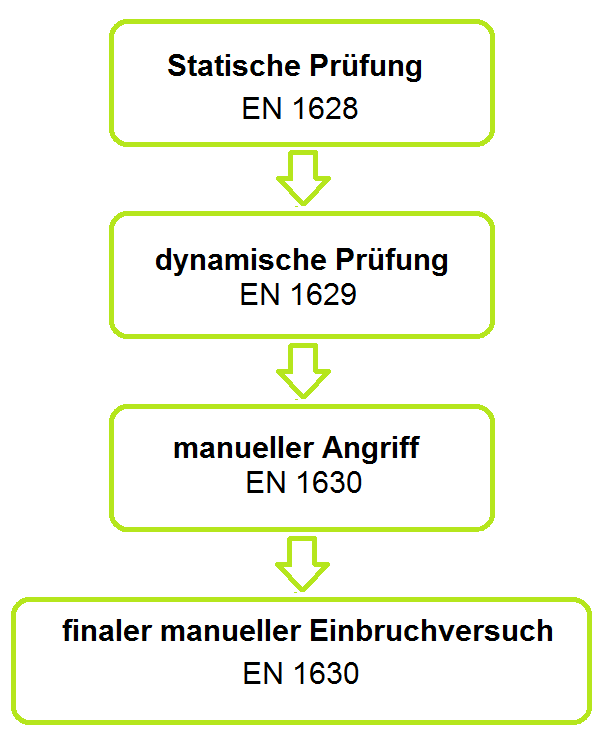 Statische Prüfung
EN 1628
dynamische Prüfung
EN 1629
manueller Angriff
EN 1630
finaler manueller Einbruchversuch
EN 1630